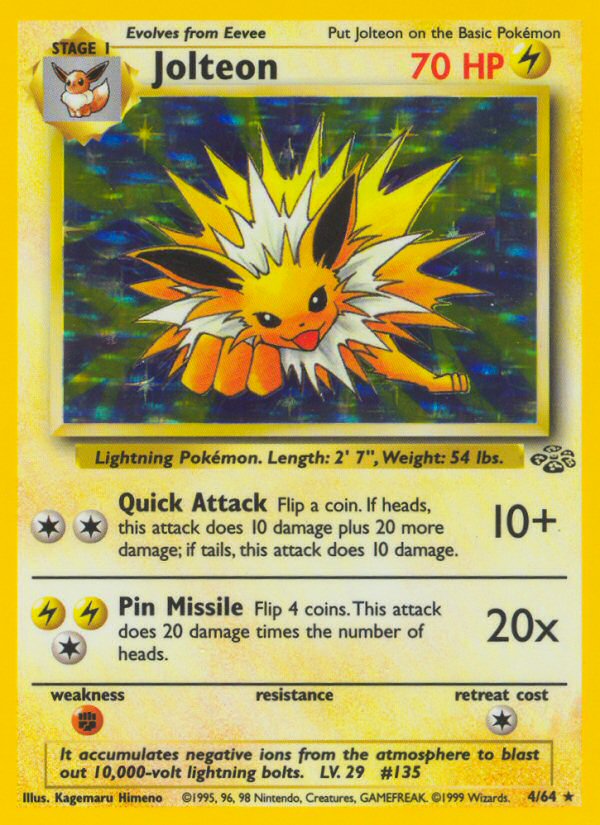 Evolves from Eevee
Put Jolteon on the Basic Pokémon
STAGE 1
Jolteon
70 HP
Lightning Pokémon. Length: 2' 7", Weight: 54 lbs.
Quick Attack Flip a coin. If heads,
this attack does 10 damage plus 20 more
damage; if tails, this attack does 10 damage.
10+
Pin Missile Flip 4 coins. This attack
does 20 damage times the number of
heads.
20x
weakness
resistance
retreat cost
It accumulates negative ions from the atmosphere to blast
out 10,000-volt lightning bolts. LV. 29 #135
Illus. Kagemaru Himeno ©1995, 96, 98 Nintendo, Creatures, GAMEFREAK. ©1999 Wizards. 4/64 ★